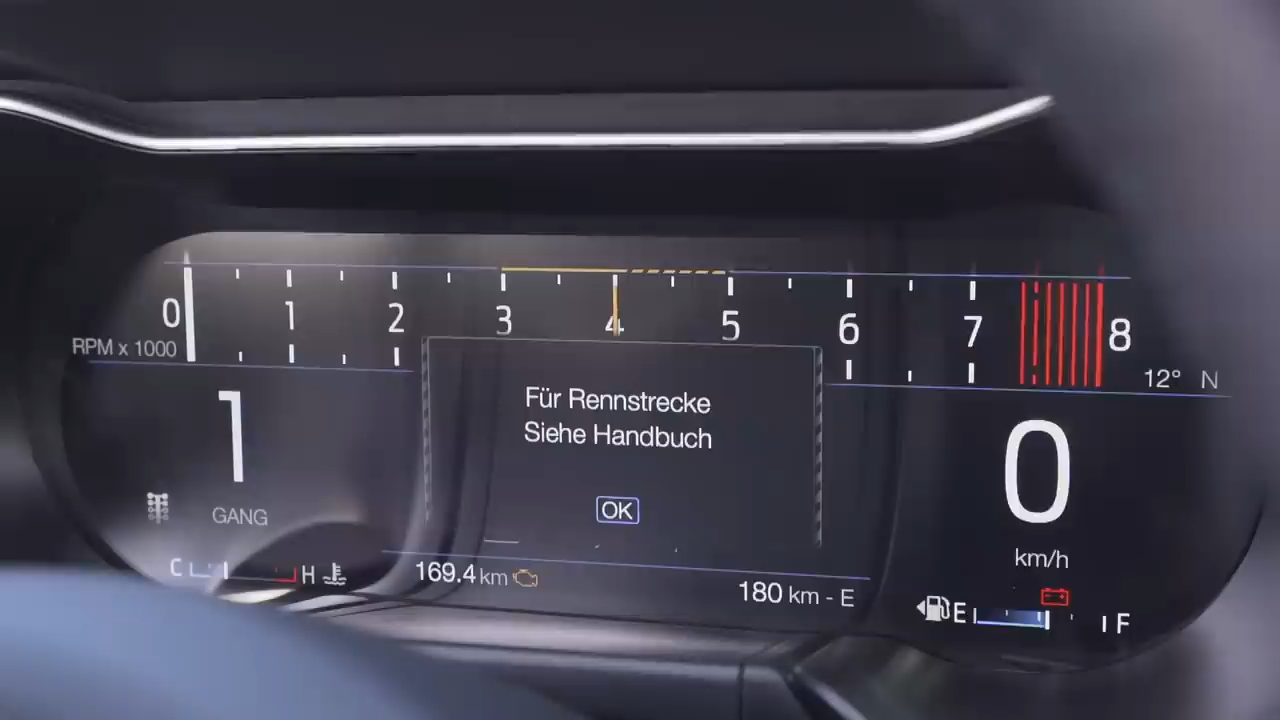 0 1 2 3 4 5 6 7 8
RPM x 1000
12° N
1
GANG
Für Rennstrecke
Siehe Handbuch
OK
0
km/h
C H
169.4 km
180 km - E
E F